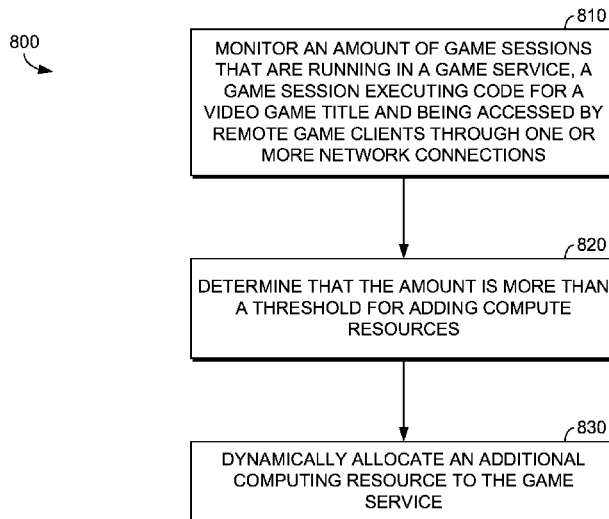 800
810
MONITOR AN AMOUNT OF GAME SESSIONS
THAT ARE RUNNING IN A GAME SERVICE, A
GAME SESSION EXECUTING CODE FOR A
VIDEO GAME TITLE AND BEING ACCESSED BY
REMOTE GAME CLIENTS THROUGH ONE OR
MORE NETWORK CONNECTIONS
820
DETERMINE THAT THE AMOUNT IS MORE THAN
A THRESHOLD FOR ADDING COMPUTE
RESOURCES
830
DYNAMICALLY ALLOCATE AN ADDITIONAL
COMPUTING RESOURCE TO THE GAME
SERVICE